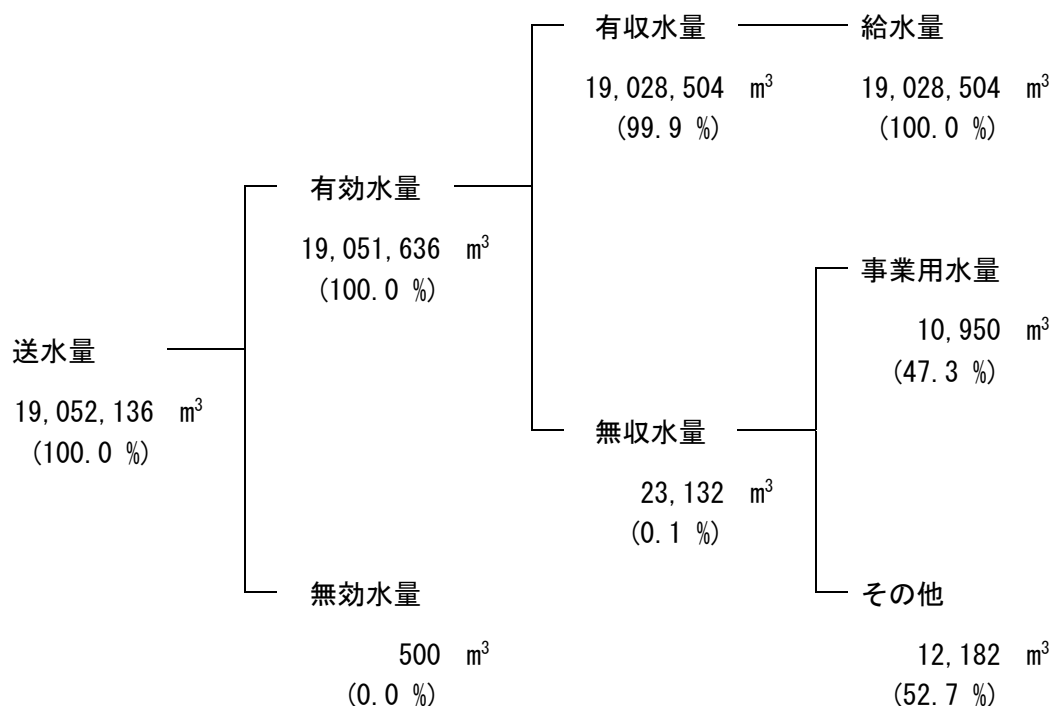 有収水量 給水量
19,028,504 m³ 19,028,504 m³
(99.9 %) (100.0 %)
有効水量
19,051,636 m³
(100.0 %)
事業用水量
10,950 m³
(47.3 %)
送水量
19,052,136 m³
(100.0 %)
無収水量
23,132 m³
(0.1 %)
無効水量
500 m³
(0.0 %)
その他
12,182 m³
(52.7 %)